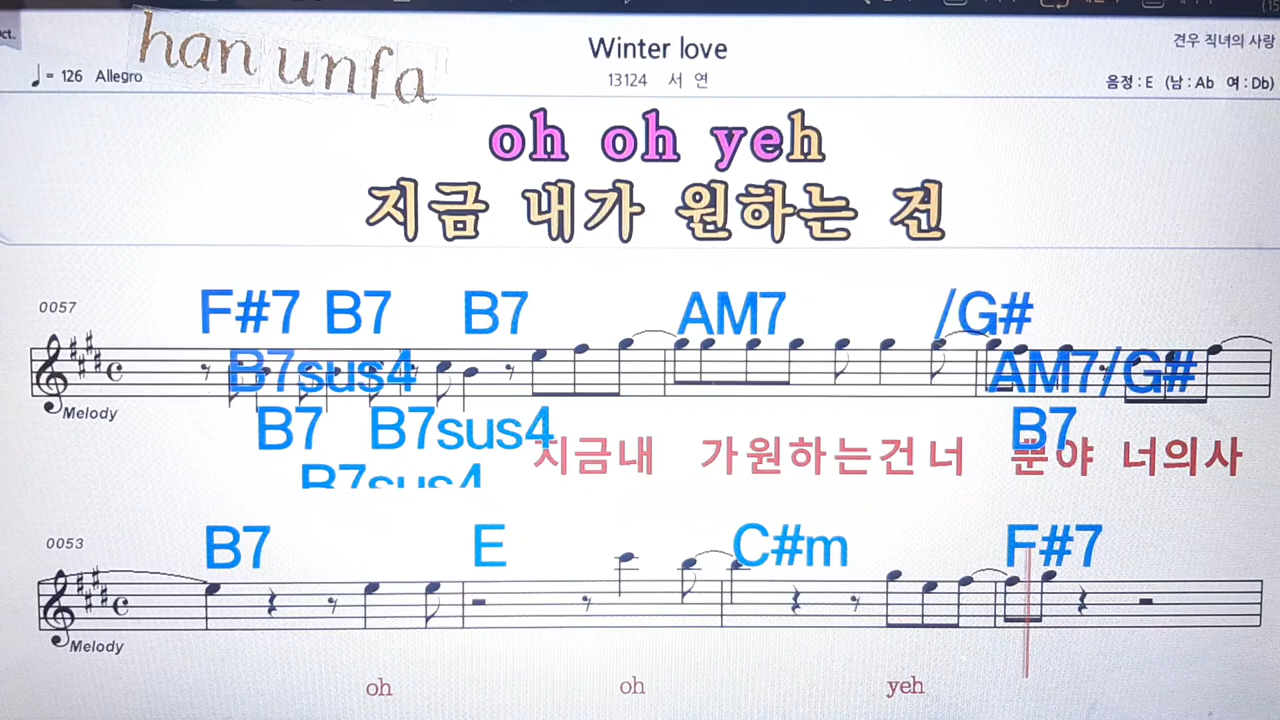 ct.
han unfa
Winter love
견우 직녀의 사랑
♩= 126 Allegro
13124 서 연
음정 : E (남 : Ab 여 : Db)
oh oh yeh
지금 내가 원하는 건
0057
F#7 B7 B7 AM7 /G#
B7sus4 AM7/G#
Melody
B7 B7sus4 B7
지금내 가원하는건너 뿐야 너의사
B7sus4
0053
B7 E C#m F#7
Melody
oh oh yeh